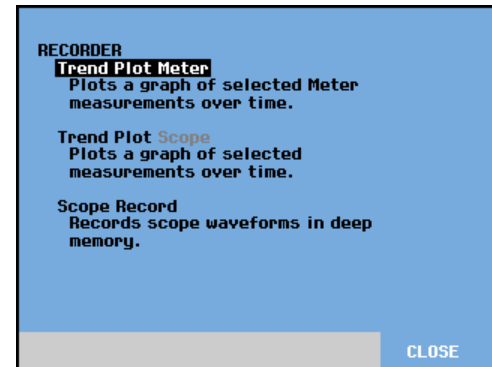 RECORDER
Trend Plot Meter
Plots a graph of selected Meter
measurements over time.
Trend Plot Scope
Plots a graph of selected
measurements over time.
Scope Record
Records scope waveforms in deep
memory.
CLOSE